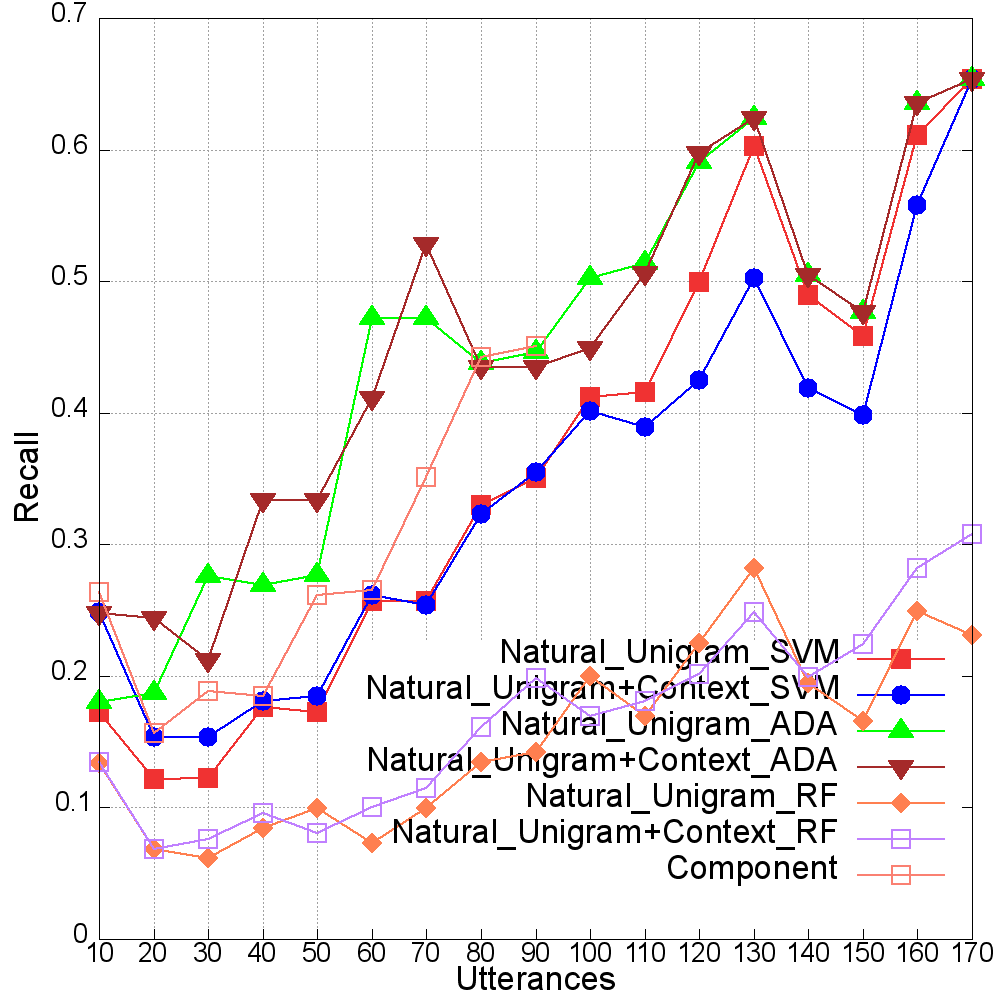 0.7
0.6
0.5
0.4
0.3
0.2
0.1
0
Recall
10 20 30 40 50 60 70 80 90 100 110 120 130 140 150 160 170
Utterances
Natural_Unigram_SVM
Natural_Unigram+Context_SVM
Natural_Unigram_ADA
Natural_Unigram+Context_ADA
Natural_Unigram_RF
Natural_Unigram+Context_RF
Component